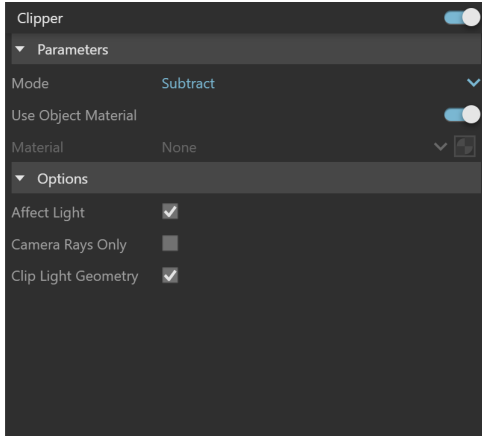 Clipper
Parameters
Mode Subtract
Use Object Material
Material None
Options
Affect Light
Camera Rays Only
Clip Light Geometry